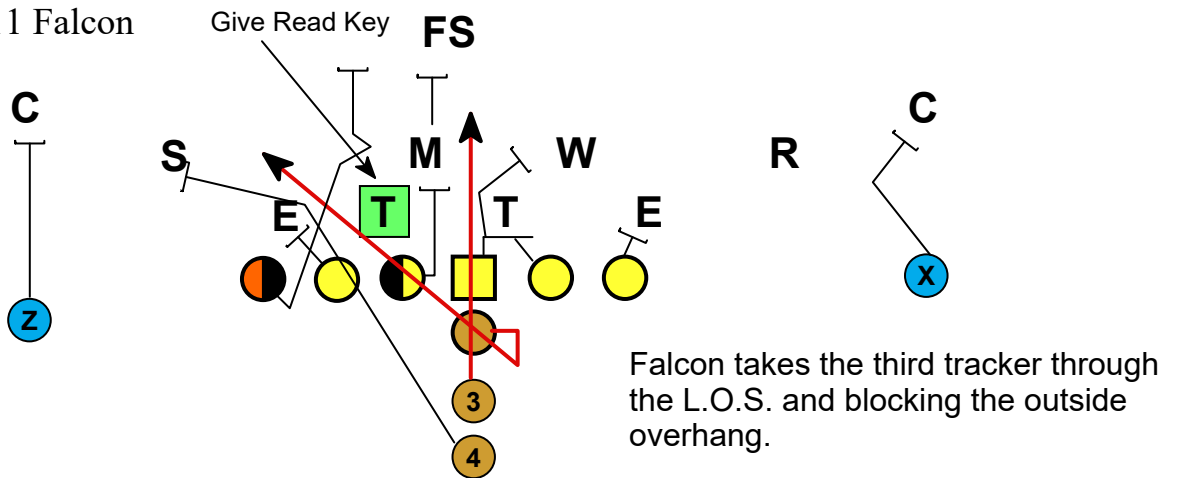 1 Falcon
Give Read Key
FS
C
C
S
M
W
R
E
T
T
E
Z
X
3
4
Falcon takes the third tracker through
the L.O.S. and blocking the outside
overhang.